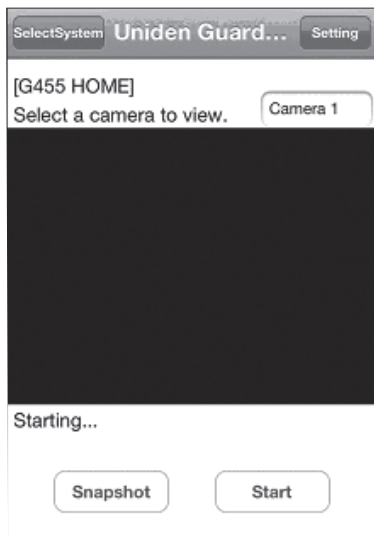 SelectSystem Uniden Guard... Setting
[G455 HOME]
Select a camera to view. Camera 1
Starting...
Snapshot Start